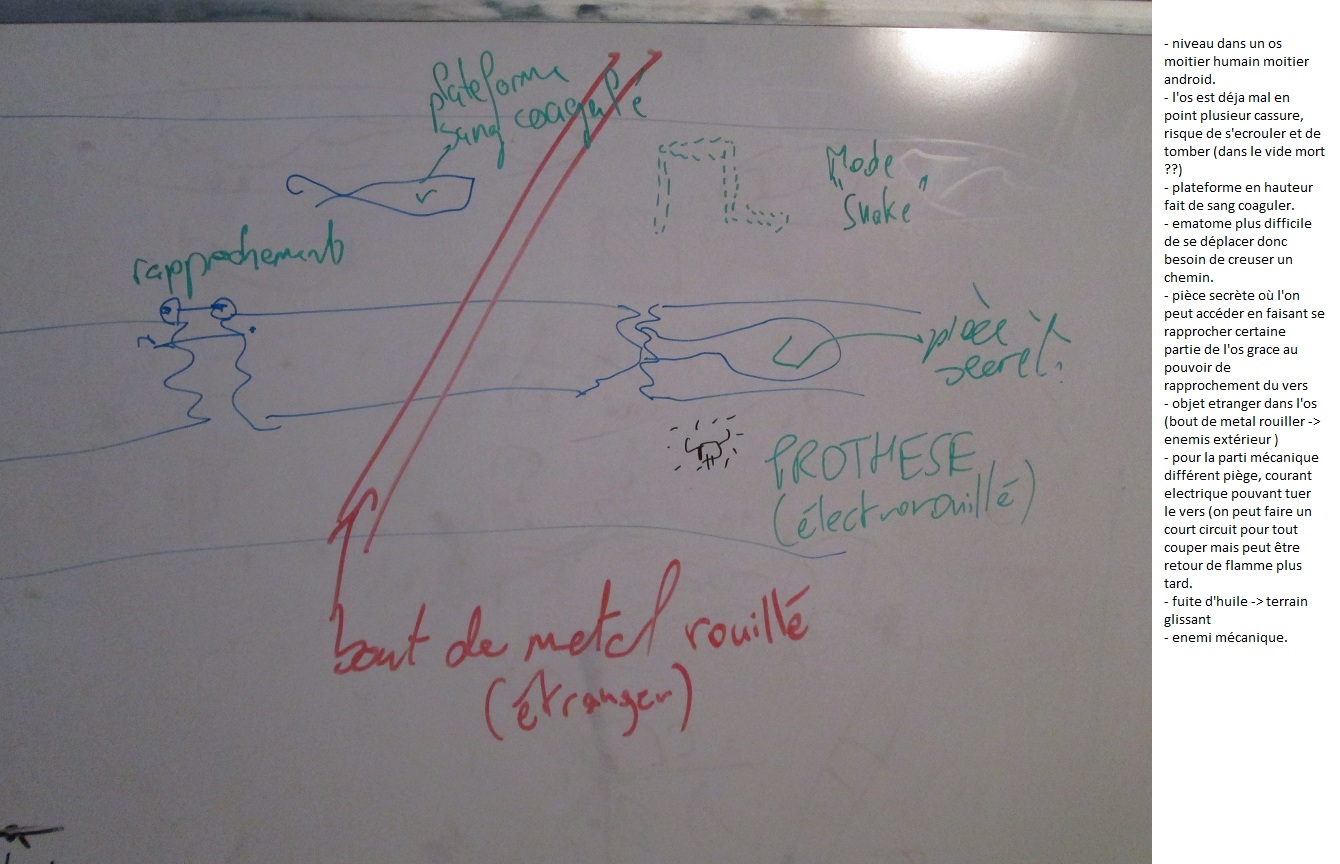 plateforme
sang coagulé
Mode
"Snake"
rapprochement
pièce
secrèt.
PROTHESE
(électrorouillé)
bout de metal rouillé
(étranger)
- niveau dans un os
moitier humain moitier
android.
- l'os est déja mal en
point plusieur cassure,
risque de s'ecrouler et de
tomber (dans le vide mort
??)
- plateforme en hauteur
fait de sang coaguler.
- ematome plus difficile
de se déplacer donc
besoin de creuser un
chemin.
- pièce secrète où l'on
peut accéder en faisant se
rapprocher certaine
partie de l'os grace au
pouvoir de
rapprochement du vers
- objet etranger dans l'os
(bout de metal rouiller ->
enemis extérieur )
- pour la parti mécanique
différent piège, courant
electrique pouvant tuer
le vers (on peut faire un
court circuit pour tout
couper mais peut être
retour de flamme plus
tard.
- fuite d'huile -> terrain
glissant
- enemi mécanique.